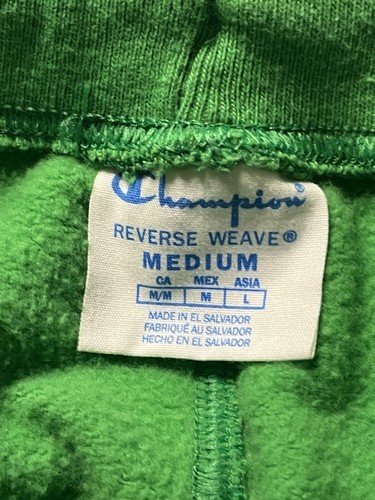 Champion®
REVERSE WEAVE®
MEDIUM
CA MEX ASIA
M/M M L
MADE IN EL SALVADOR
FABRIQUÉ AU SALVADOR
HECHO EN EL SALVADOR